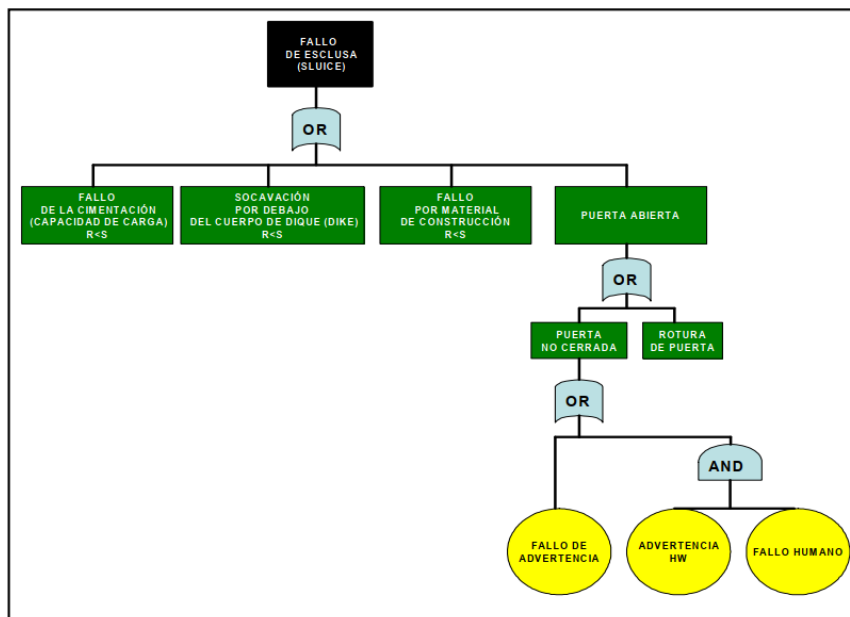 FALLO
DE ESCLUSA
(SLUICE)
OR
FALLO
DE LA CIMENTACIÓN
(CAPACIDAD DE CARGA)
R<S
SOCAVACIÓN
POR DEBAJO
DEL CUERPO DE DIQUE (DIKE)
R<S
FALLO
POR MATERIAL
DE CONSTRUCCIÓN
R<S
PUERTA ABIERTA
OR
PUERTA
NO CERRADA
ROTURA
DE PUERTA
OR
AND
FALLO DE
ADVERTENCIA
ADVERTENCIA
HW
FALLO HUMANO